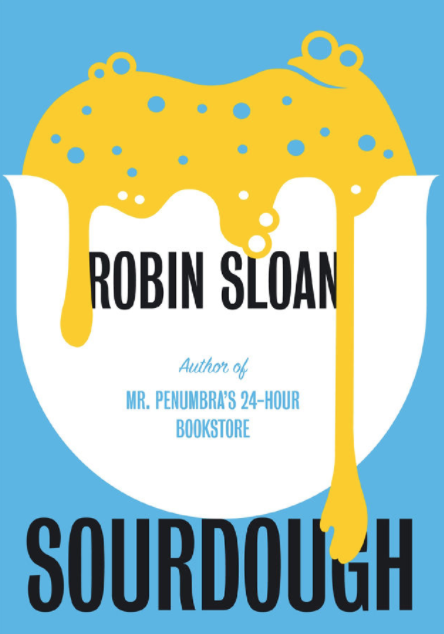 ROBIN SLOAN
Author of
MR. PENUMBRA'S 24-HOUR
BOOKSTORE
SOURDOUGH